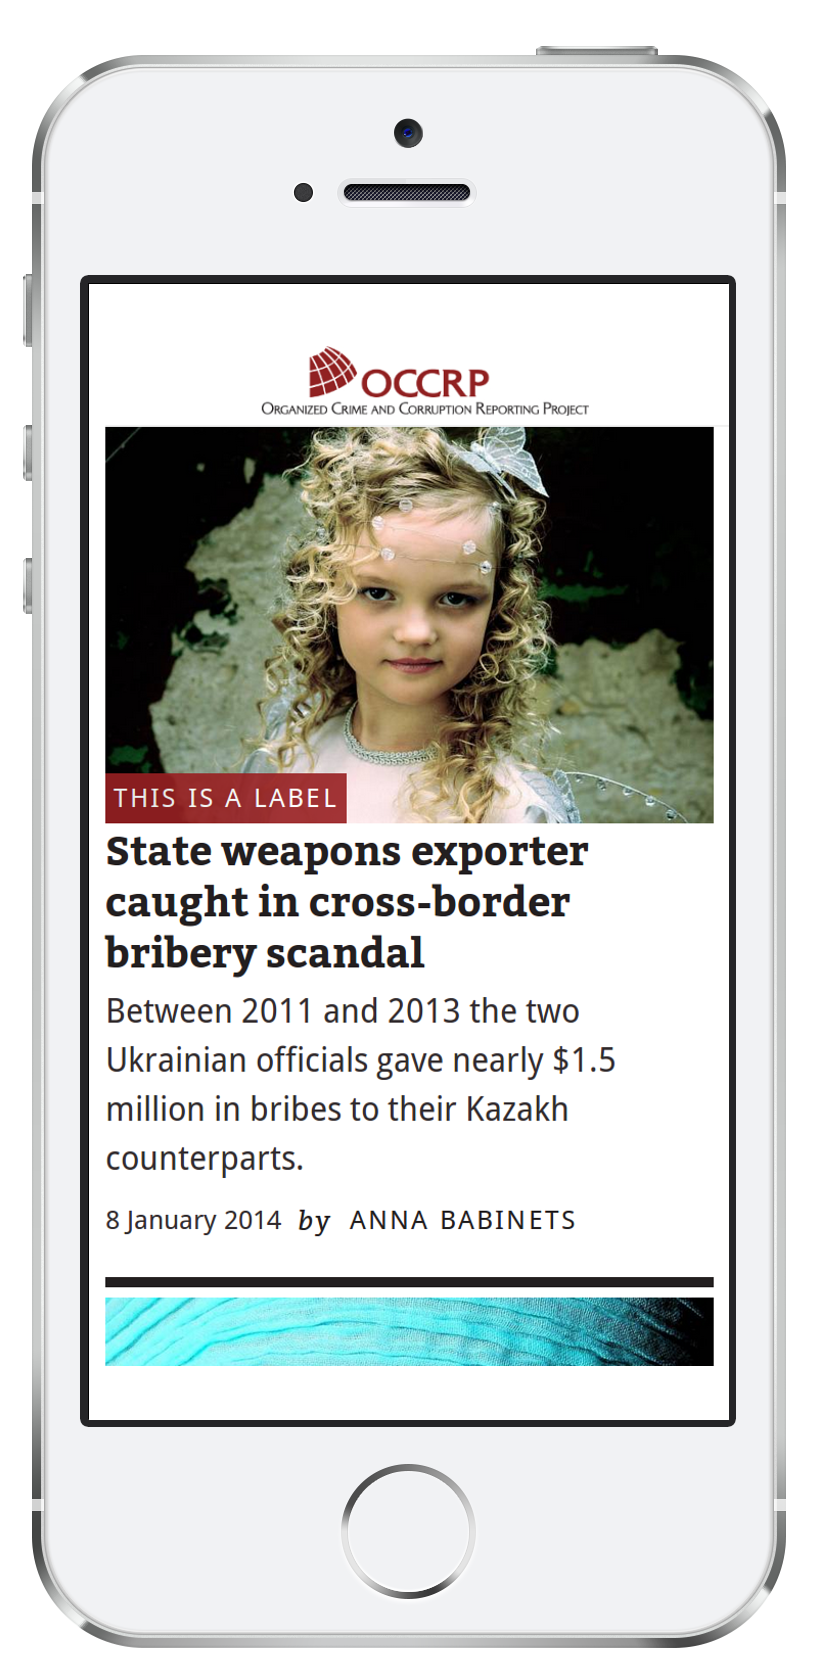 OCCRP
ORGANIZED CRIME AND CORRUPTION REPORTING PROJECT
THIS IS A LABEL
State weapons exporter
caught in cross-border
bribery scandal
Between 2011 and 2013 the two
Ukrainian officials gave nearly $1.5
million in bribes to their Kazakh
counterparts.
8 January 2014 by ANNA BABINETS